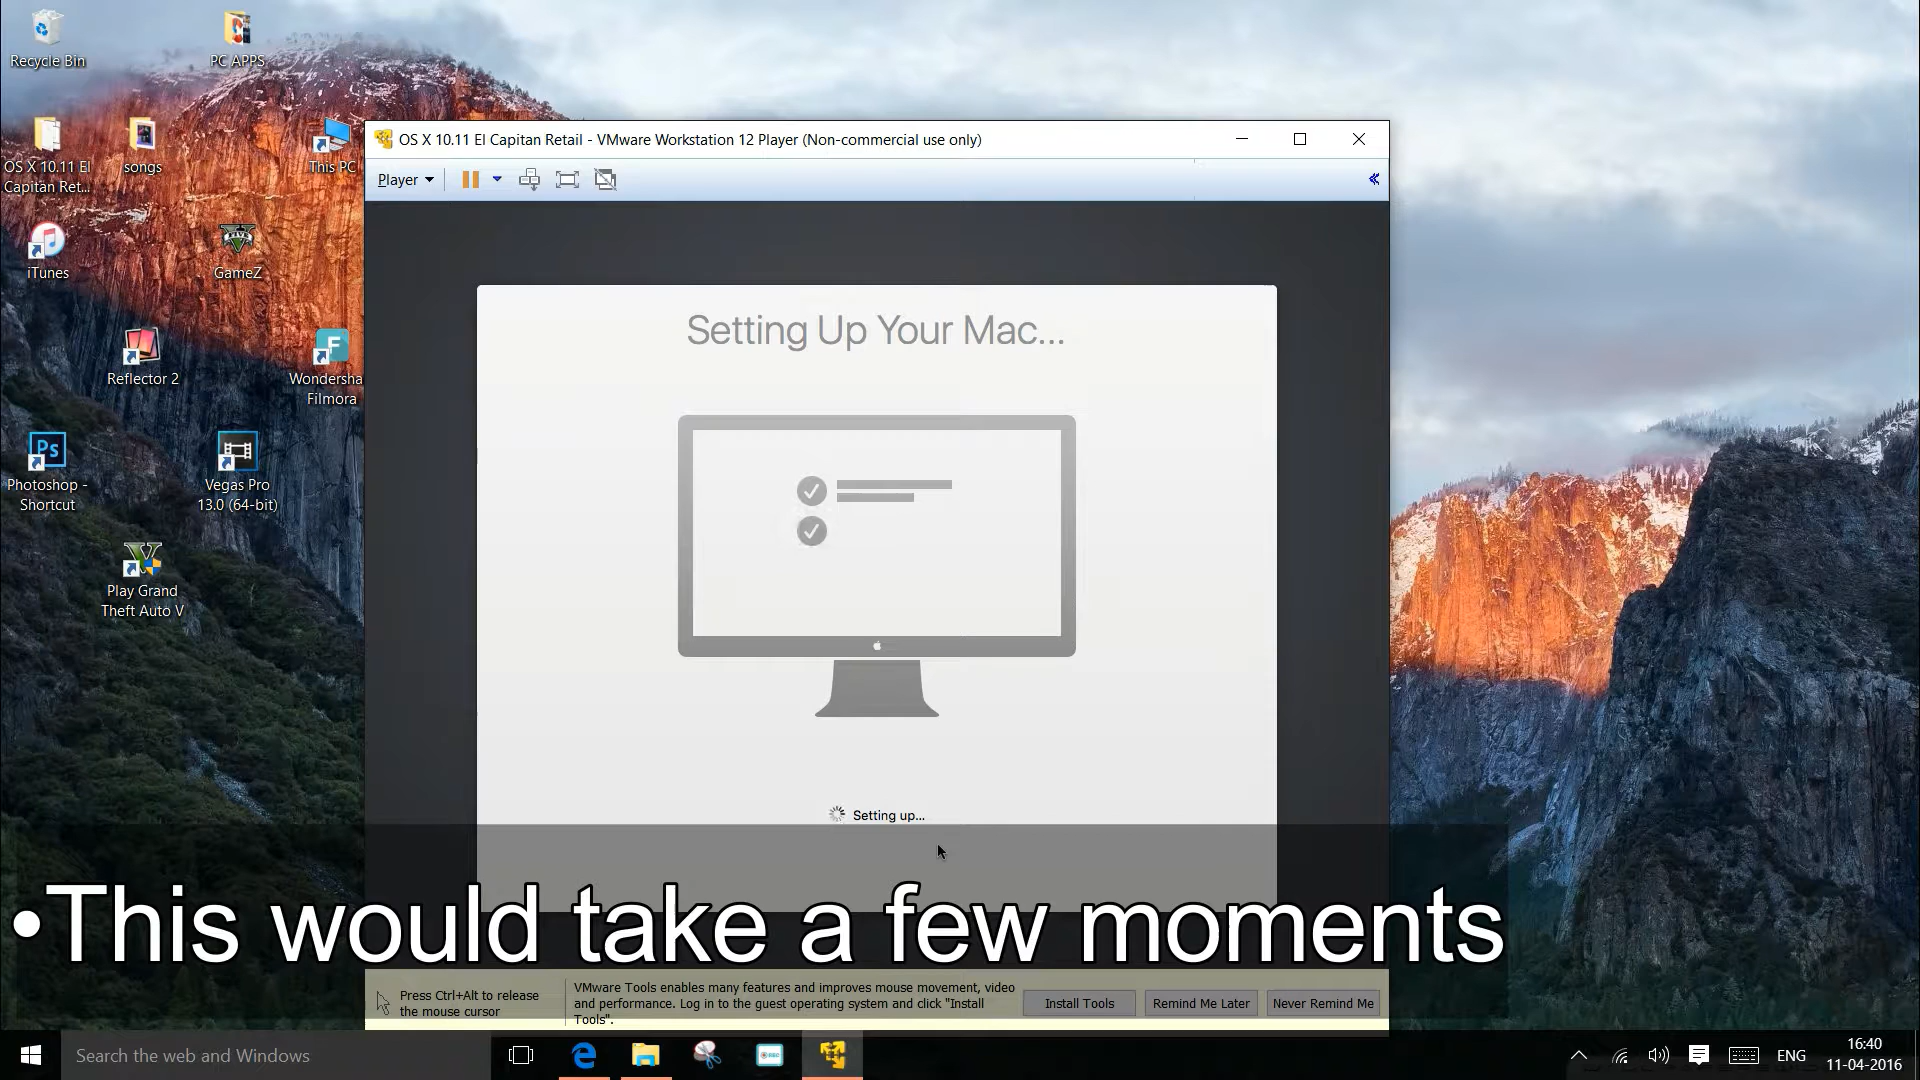 Recycle Bin
PC APPS
OS X 10.11 El
Capitan Ret...
songs
This PC
iTunes
GameZ
Reflector 2
Wondersha
Filmora
Ps
Photoshop -
Shortcut
Vegas Pro
13.0 (64-bit)
Play Grand
Theft Auto V
OS X 10.11 El Capitan Retail - VMware Workstation 12 Player (Non-commercial use only)
Player
Setting Up Your Mac...
Setting up...
•This would take a few moments
Press Ctrl+Alt to release
the mouse cursor
VMware Tools enables many features and improves mouse movement, video
and performance. Log in to the guest operating system and click "Install
Tools".
Install Tools
Remind Me Later
Never Remind Me
Search the web and Windows
ENG
16:40
11-04-2016